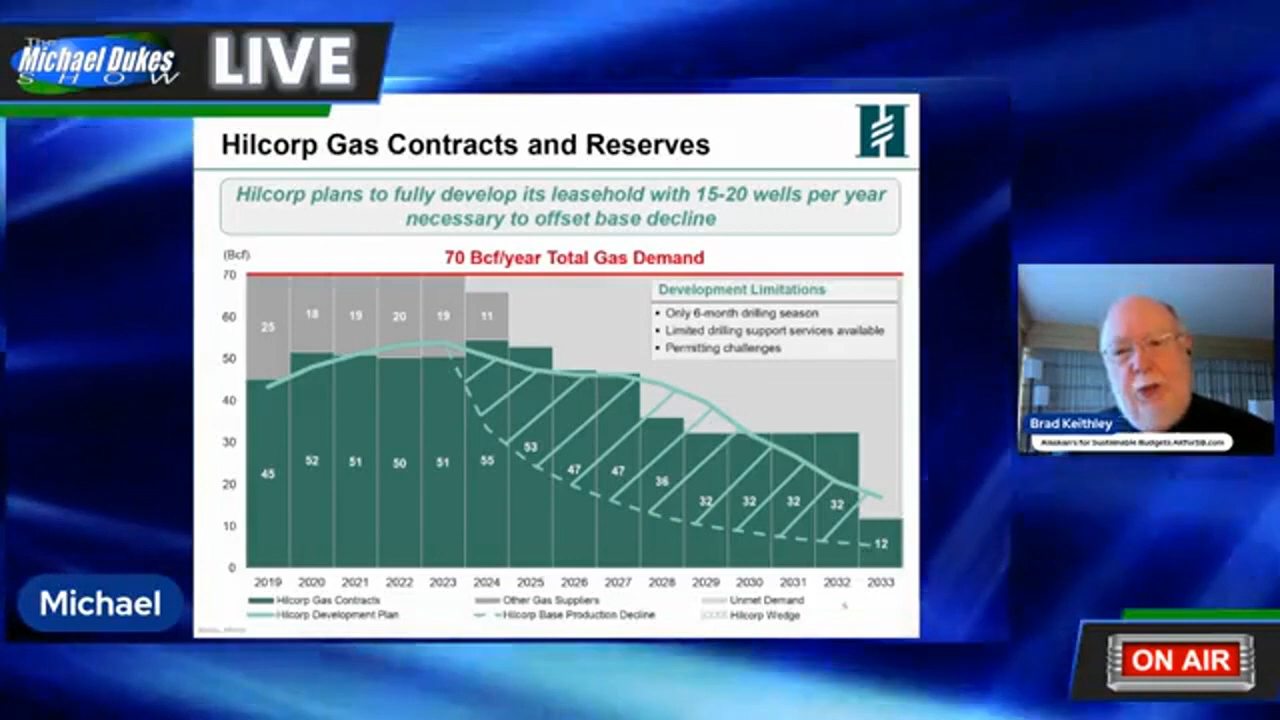 The
Michael Dukes
SHOW
LIVE
Hilcorp Gas Contracts and Reserves
H
Hilcorp plans to fully develop its leasehold with 15-20 wells per year
necessary to offset base decline
(Bcf)
70 Bcf/year Total Gas Demand
70
60
50
40
30
20
10
0
Development Limitations
▪ Only 6-month drilling season
▪ Limited drilling support services available
▪ Permitting challenges
25 18 19 20 19 11
45 52 51 50 51 55 53 47 47 36 32 32 32 32 12
2019 2020 2021 2022 2023 2024 2025 2026 2027 2028 2029 2030 2031 2032 2033
Hilcorp Gas Contracts Other Gas Suppliers Unmet Demand
Hilcorp Development Plan Hilcorp Base Production Decline Hilcorp Wedge
Brad Keithley
Alaskans for Sustainable Budgets AKforSB.com
Michael
ON AIR